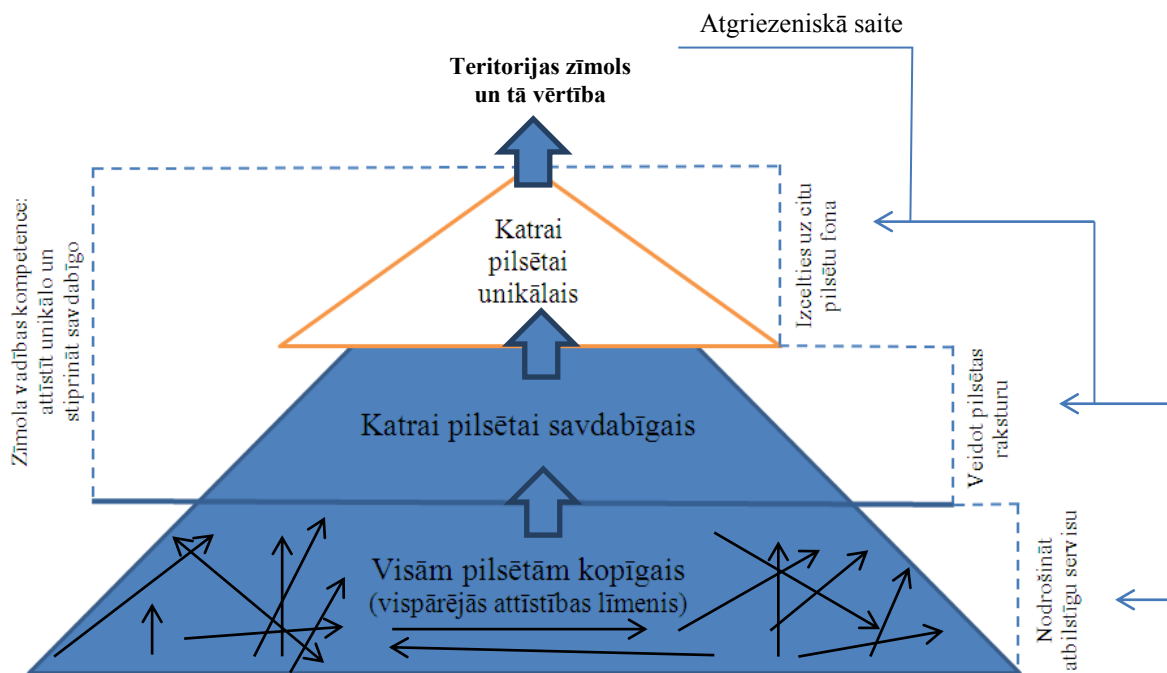 Atgriezeniskā saite
Teritorijas zīmols
un tā vērtība
Zīmola vadības kompetence:
attīstīt unikālo un
stiprināt savdabīgo
Katrai
pilsētai
unikālais
Izcelties uz citu
pilsētu fona
Katrai pilsētai savdabīgais
Veidot pilsētas
raksturu
Visām pilsētām kopīgais
(vispārējās attīstības līmenis)
Nodrošināt
atbilstīgu servisu